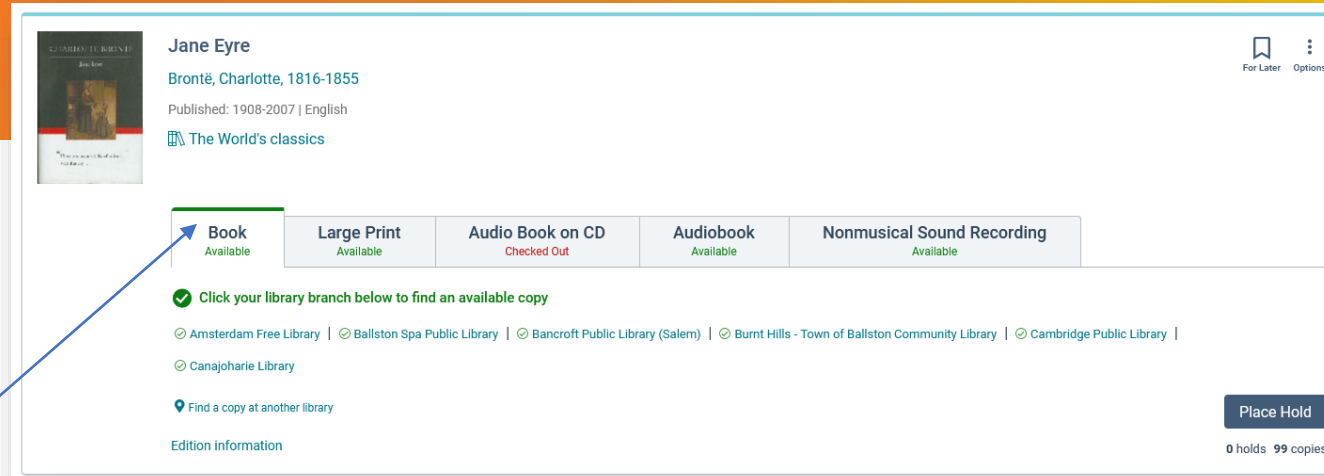 CHARLOTTE BRONTË
Jane Eyre
Jane Eyre
Brontë, Charlotte, 1816-1855
Published: 1908-2007 | English
The World's classics
For Later Options
Book Large Print Audio Book on CD Audiobook Nonmusical Sound Recording
Available Available Checked Out Available Available
Click your library branch below to find an available copy
Amsterdam Free Library | Ballston Spa Public Library | Bancroft Public Library (Salem) | Burnt Hills - Town of Ballston Community Library | Cambridge Public Library |
Canajoharie Library
Find a copy at another library
Place Hold
Edition information
0 holds 99 copies